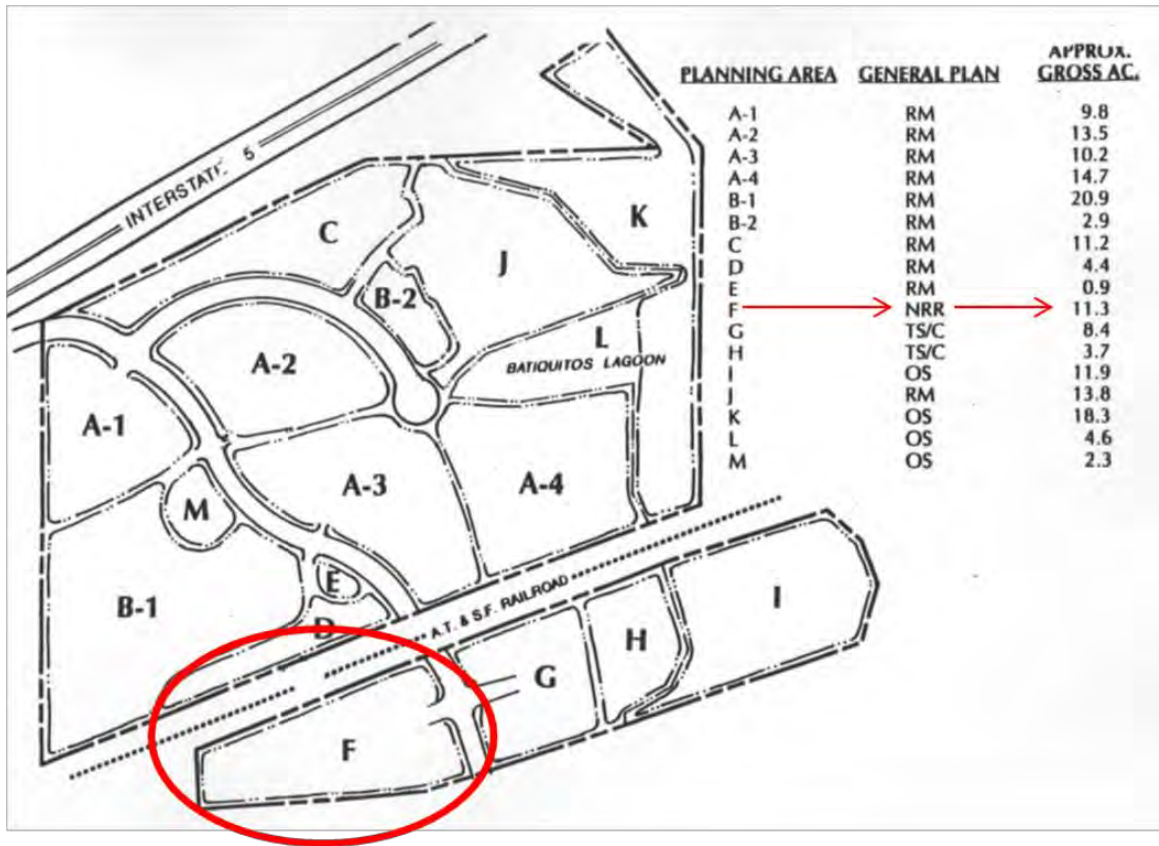 APPROX.
PLANNING AREA GENERAL PLAN GROSS AC.
A-1 RM 9.8
A-2 RM 13.5
A-3 RM 10.2
A-4 RM 14.7
B-1 RM 20.9
B-2 RM 2.9
C RM 11.2
D RM 4.4
E RM 0.9
F NRR 11.3
G TS/C 8.4
H TS/C 3.7
I OS 11.9
J RM 13.8
K OS 18.3
L OS 4.6
M OS 2.3
INTERSTATE 5
C
K
J
B-2
L
BATIQUITOS LAGOON
A-2
A-1
A-3
A-4
M
E
B-1
D
A.T. & S.F. RAILROAD
I
H
G
F